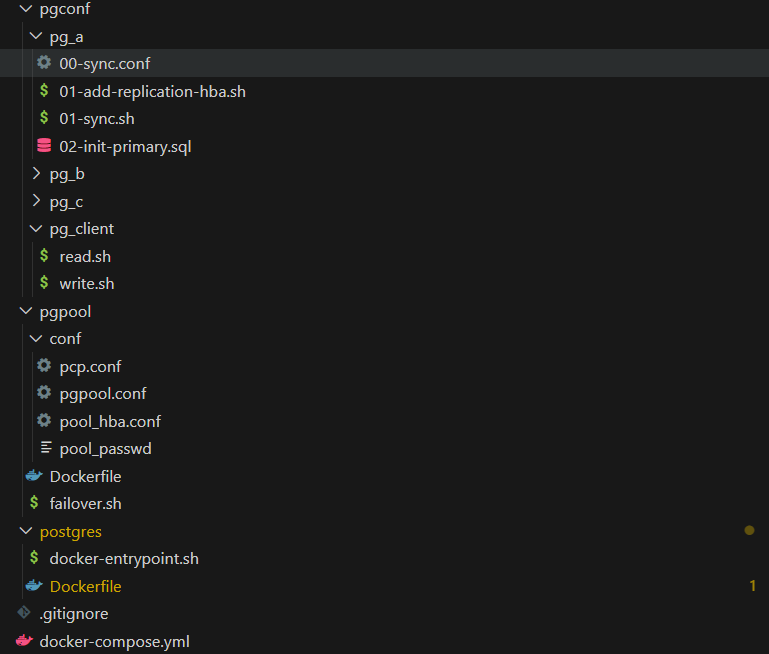 pgconf
pg_a
00-sync.conf
01-add-replication-hba.sh
01-sync.sh
02-init-primary.sql
pg_b
pg_c
pg_client
read.sh
write.sh
pgpool
conf
pcp.conf
pgpool.conf
pool_hba.conf
pool_passwd
Dockerfile
failover.sh
postgres
docker-entrypoint.sh
Dockerfile 1
.gitignore
docker-compose.yml